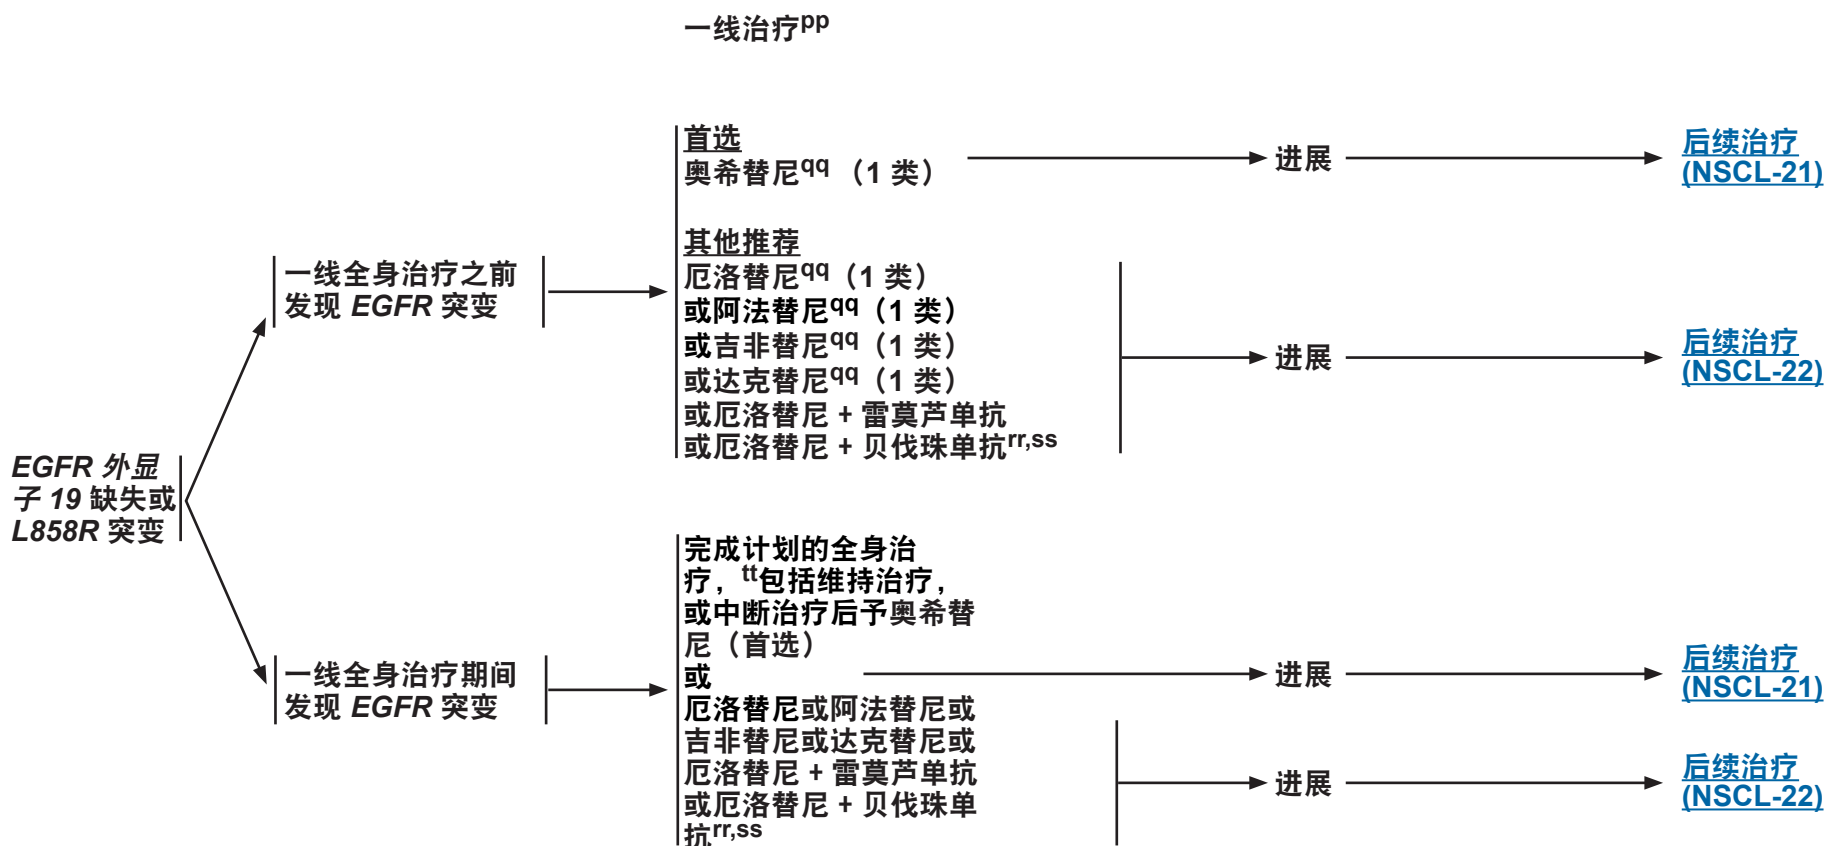 一线治疗pp
首选
奥希替尼qq （1 类）
进展
后续治疗
(NSCL-21)
其他推荐
厄洛替尼qq（1 类）
或阿法替尼qq（1 类）
或吉非替尼qq（1 类）
或达克替尼qq（1 类）
或厄洛替尼 + 雷莫芦单抗
或厄洛替尼 + 贝伐珠单抗rr,ss
进展
后续治疗
(NSCL-22)
一线全身治疗之前
发现 EGFR 突变
EGFR 外显
子 19 缺失或
L858R 突变
一线全身治疗期间
发现 EGFR 突变
完成计划的全身治
疗，tt包括维持治疗，
或中断治疗后予奥希替
尼（首选）
或
厄洛替尼或阿法替尼或
吉非替尼或达克替尼或
厄洛替尼 + 雷莫芦单抗
或厄洛替尼 + 贝伐珠单
抗rr,ss
进展
后续治疗
(NSCL-21)
进展
后续治疗
(NSCL-22)